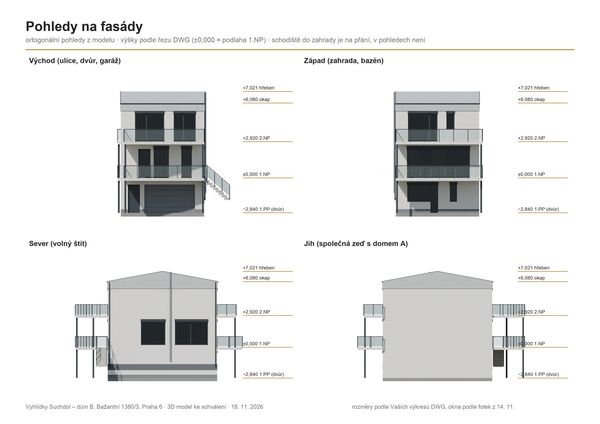 Pohledy na fasády
ortogonální pohledy z modelu · výšky podle řezu DWG (±0,000 = podlaha 1.NP) · schodiště do zahrady je na přání, v pohledech není
Východ (ulice, dvůr, garáž)
+7,021 hřeben
+6,080 okap
+2,920 2.NP
±0,000 1.NP
−2,840 1.PP (dvůr)
Západ (zahrada, bazén)
+7,021 hřeben
+6,080 okap
+2,920 2.NP
±0,000 1.NP
−2,840 1.PP (dvůr)
Sever (volný štít)
+7,021 hřeben
+6,080 okap
+2,920 2.NP
±0,000 1.NP
−2,840 1.PP (dvůr)
Jih (společná zeď s domem A)
+7,021 hřeben
+6,080 okap
+2,920 2.NP
±0,000 1.NP
−2,840 1.PP (dvůr)
Vyhlídky Suchdol – dům B, Bažantní 1380/3, Praha 6 · 3D model ke schválení · 18. 11. 2026
rozměry podle Vašich výkresů DWG, okna podle fotek z 14. 11.